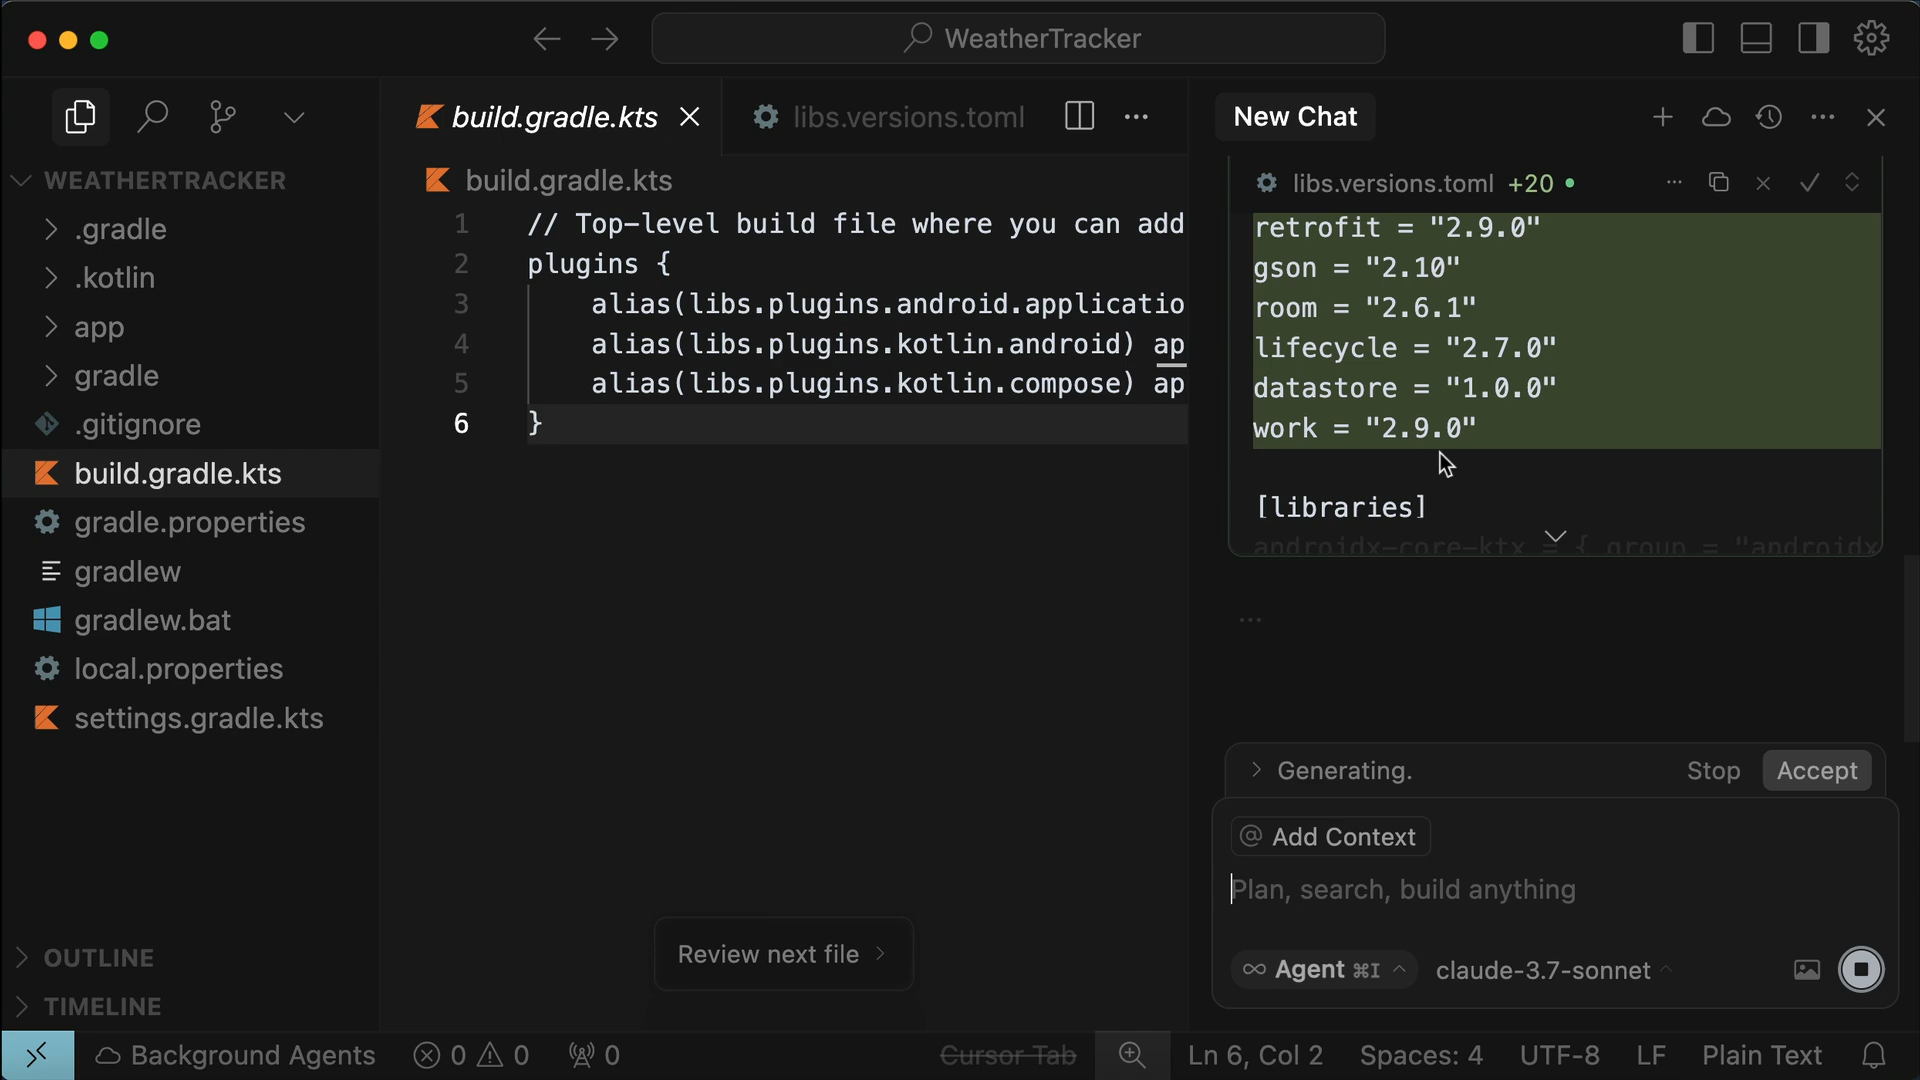 WeatherTracker
build.gradle.kts
libs.versions.toml
New Chat
WEATHERTRACKER
.gradle
.kotlin
app
gradle
.gitignore
build.gradle.kts
gradle.properties
gradlew
gradlew.bat
local.properties
settings.gradle.kts
OUTLINE
TIMELINE
build.gradle.kts
1 // Top-level build file where you can add
2 plugins {
3 alias(libs.plugins.android.applicatio
4 alias(libs.plugins.kotlin.android) ap
5 alias(libs.plugins.kotlin.compose) ap
6 }
Review next file
libs.versions.toml +20
retrofit = "2.9.0"
gson = "2.10"
room = "2.6.1"
lifecycle = "2.7.0"
datastore = "1.0.0"
work = "2.9.0"
[libraries]
androidx-core-ktx = { group = "androidx
...
Generating.
Stop
Accept
@ Add Context
Plan, search, build anything
∞ Agent ⌘I
claude-3.7-sonnet
Background Agents
0
0
0
Cursor Tab
Ln 6, Col 2
Spaces: 4
UTF-8
LF
Plain Text